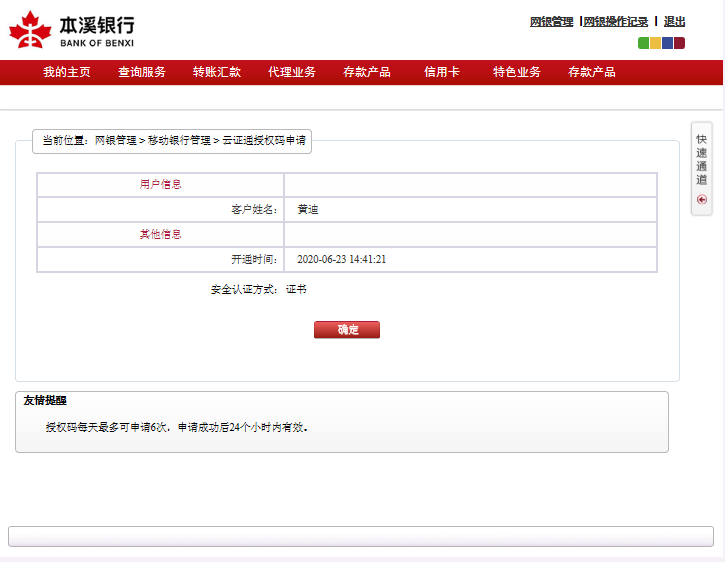 本溪银行
BANK OF BENXI
网银管理 | 网银操作记录 | 退出
我的主页 查询服务 转账汇款 代理业务 存款产品 信用卡 特色业务 存款产品
当前位置：网银管理 > 移动银行管理 > 云证通授权码申请
快速通道
用户信息
客户姓名： 黄迪
其他信息
开通时间： 2020-06-23 14:41:21
安全认证方式： 证书
确定
友情提醒
授权码每天最多可申请6次，申请成功后24个小时内有效。